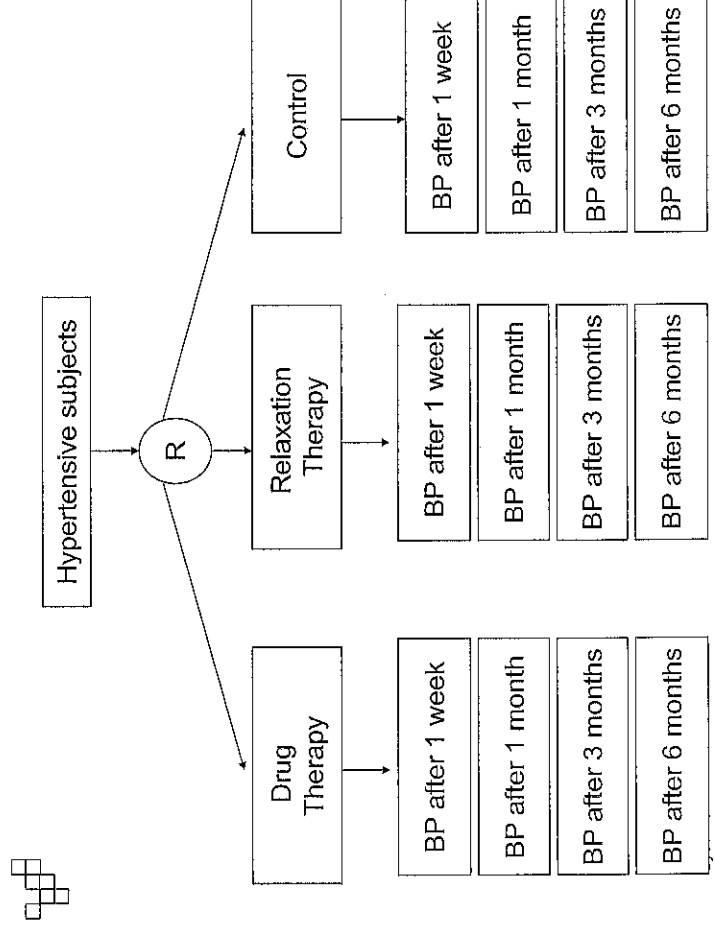 Hypertensive subjects
R
Drug
Therapy
Relaxation
Therapy
Control
BP after 1 week
BP after 1 month
BP after 3 months
BP after 6 months
BP after 1 week
BP after 1 month
BP after 3 months
BP after 6 months
BP after 1 week
BP after 1 month
BP after 3 months
BP after 6 months